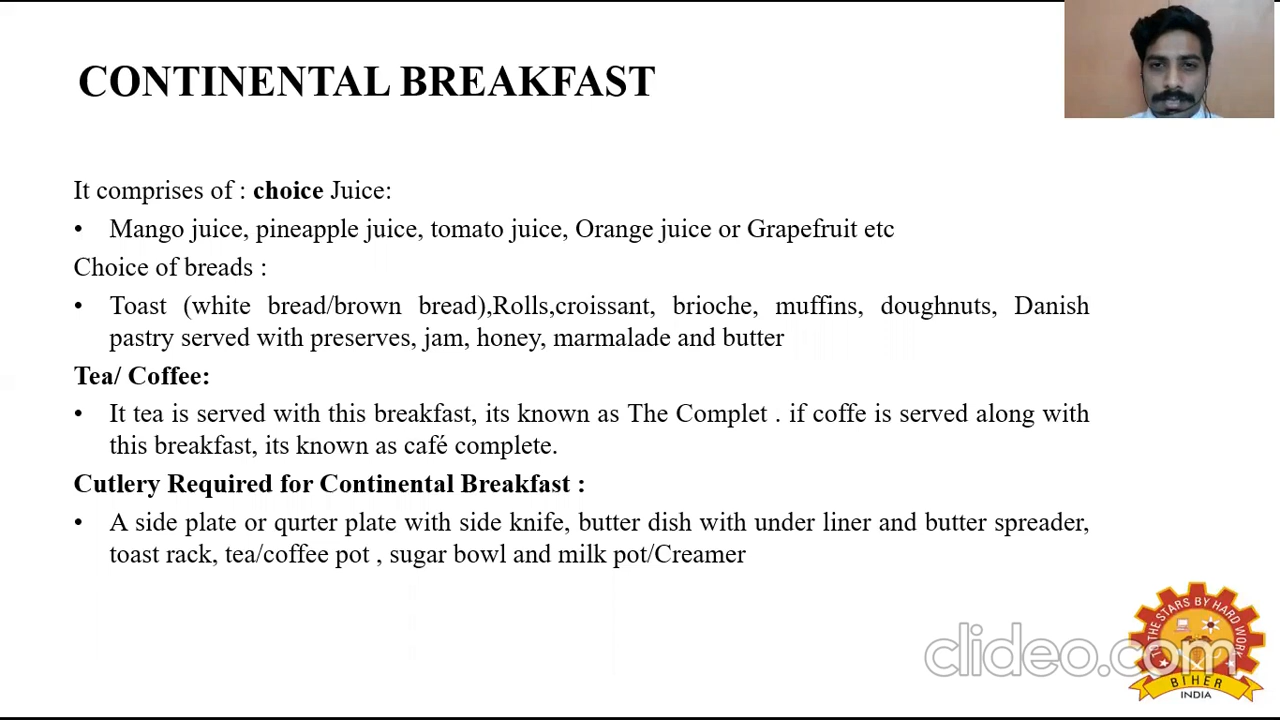 CONTINENTAL BREAKFAST
It comprises of : choice Juice:
• Mango juice, pineapple juice, tomato juice, Orange juice or Grapefruit etc
Choice of breads :
• Toast (white bread/brown bread),Rolls,croissant, brioche, muffins, doughnuts, Danish
pastry served with preserves, jam, honey, marmalade and butter
Tea/ Coffee:
• It tea is served with this breakfast, its known as The Complet . if coffe is served along with
this breakfast, its known as café complete.
Cutlery Required for Continental Breakfast :
• A side plate or qurter plate with side knife, butter dish with under liner and butter spreader,
toast rack, tea/coffee pot , sugar bowl and milk pot/Creamer
TO THE STARS BY HARD WORK
clideo.com
BIHER
INDIA